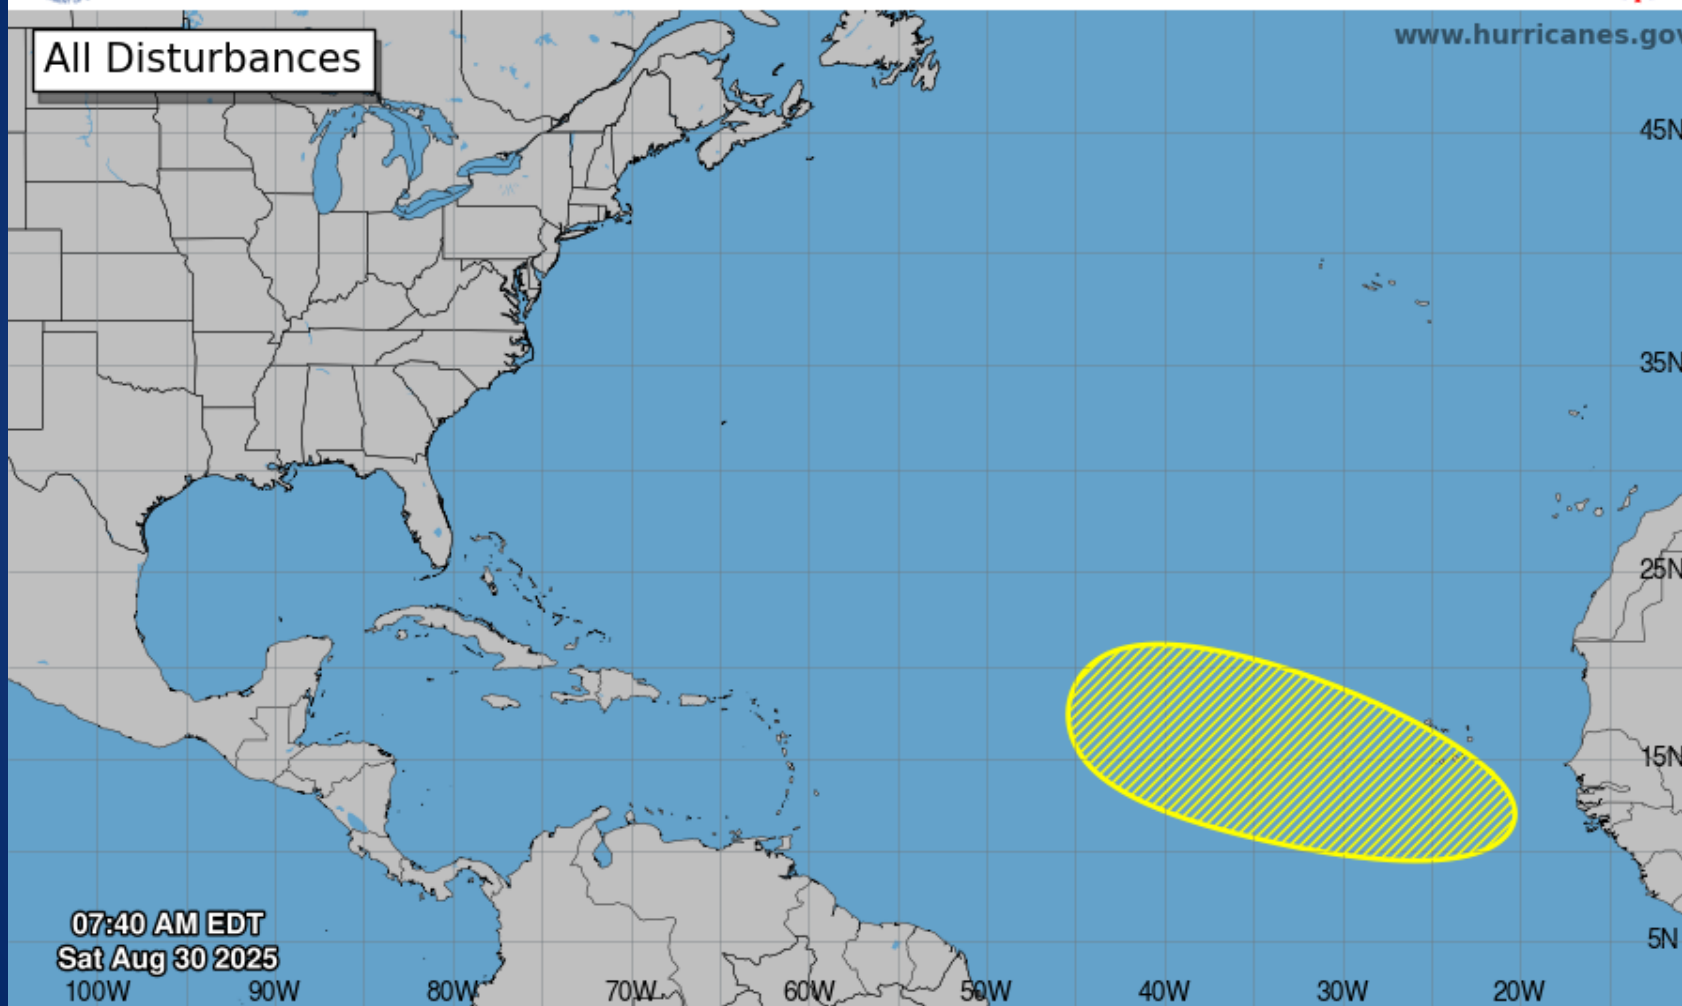 All Disturbances
www.hurricanes.gov
45N
35N
25N
15N
07:40 AM EDT
5N
Sat Aug 30 2025
100W 90W 80W 70W 60W 50W 40W 30W 20W